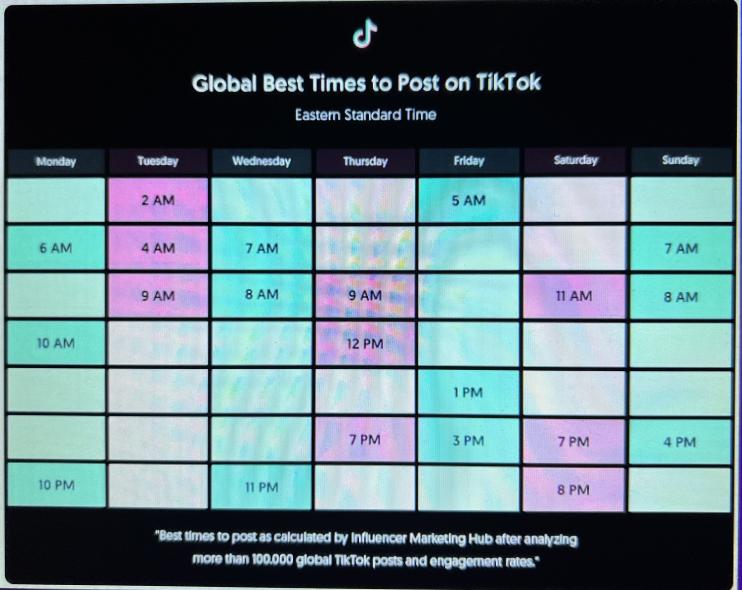 Global Best Times to Post on TikTok
Eastern Standard Time
Monday Tuesday Wednesday Thursday Friday Saturday Sunday
2 AM 5 AM
6 AM 4 AM 7 AM 7 AM
9 AM 8 AM 9 AM 11 AM 8 AM
10 AM 12 PM
1 PM
7 PM 3 PM 7 PM 4 PM
10 PM 11 PM 8 PM
"Best times to post as calculated by Influencer Marketing Hub after analyzing
more than 100.000 global TikTok posts and engagement rates."